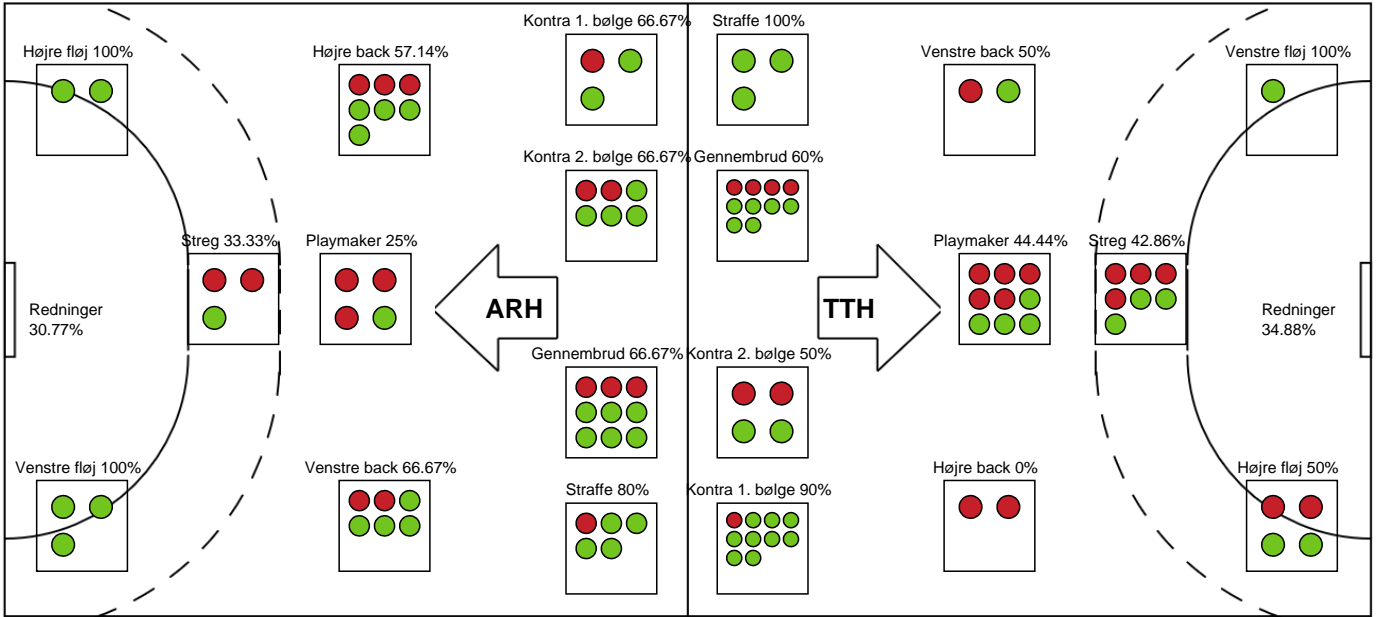 Kontra 1. bølge 66.67%
Straffe 100%
Højre fløj 100%
Højre back 57.14%
Venstre back 50%
Venstre fløj 100%
Kontra 2. bølge 66.67%
Gennembrud 60%
Streg 33.33%
Playmaker 25%
Playmaker 44.44%
Streg 42.86%
Redninger
30.77%
ARH
TTH
Redninger
34.88%
Gennembrud 66.67%
Kontra 2. bølge 50%
Venstre fløj 100%
Venstre back 66.67%
Højre back 0%
Højre fløj 50%
Straffe 80%
Kontra 1. bølge 90%